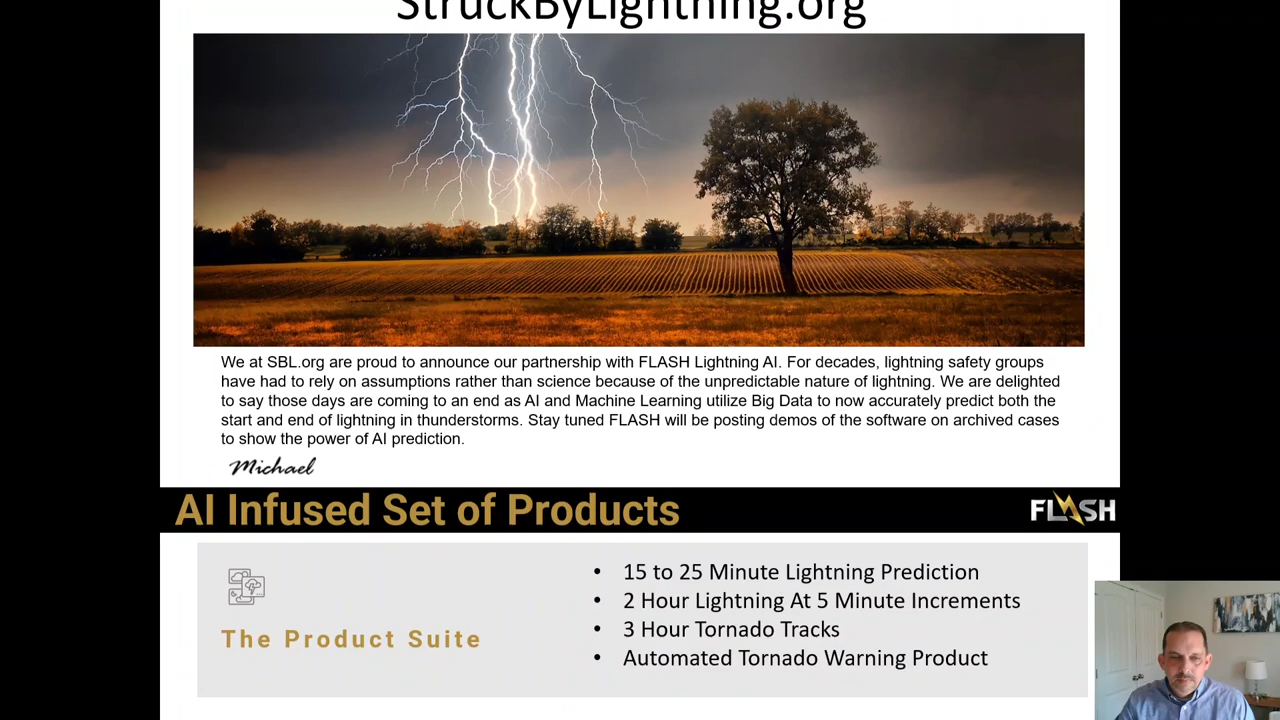 StruckByLightning.org
We at SBL.org are proud to announce our partnership with FLASH Lightning AI. For decades, lightning safety groups
have had to rely on assumptions rather than science because of the unpredictable nature of lightning. We are delighted
to say those days are coming to an end as AI and Machine Learning utilize Big Data to now accurately predict both the
start and end of lightning in thunderstorms. Stay tuned FLASH will be posting demos of the software on archived cases
to show the power of AI prediction.
Michael
AI Infused Set of Products
FLASH
The Product Suite
• 15 to 25 Minute Lightning Prediction
• 2 Hour Lightning At 5 Minute Increments
• 3 Hour Tornado Tracks
• Automated Tornado Warning Product